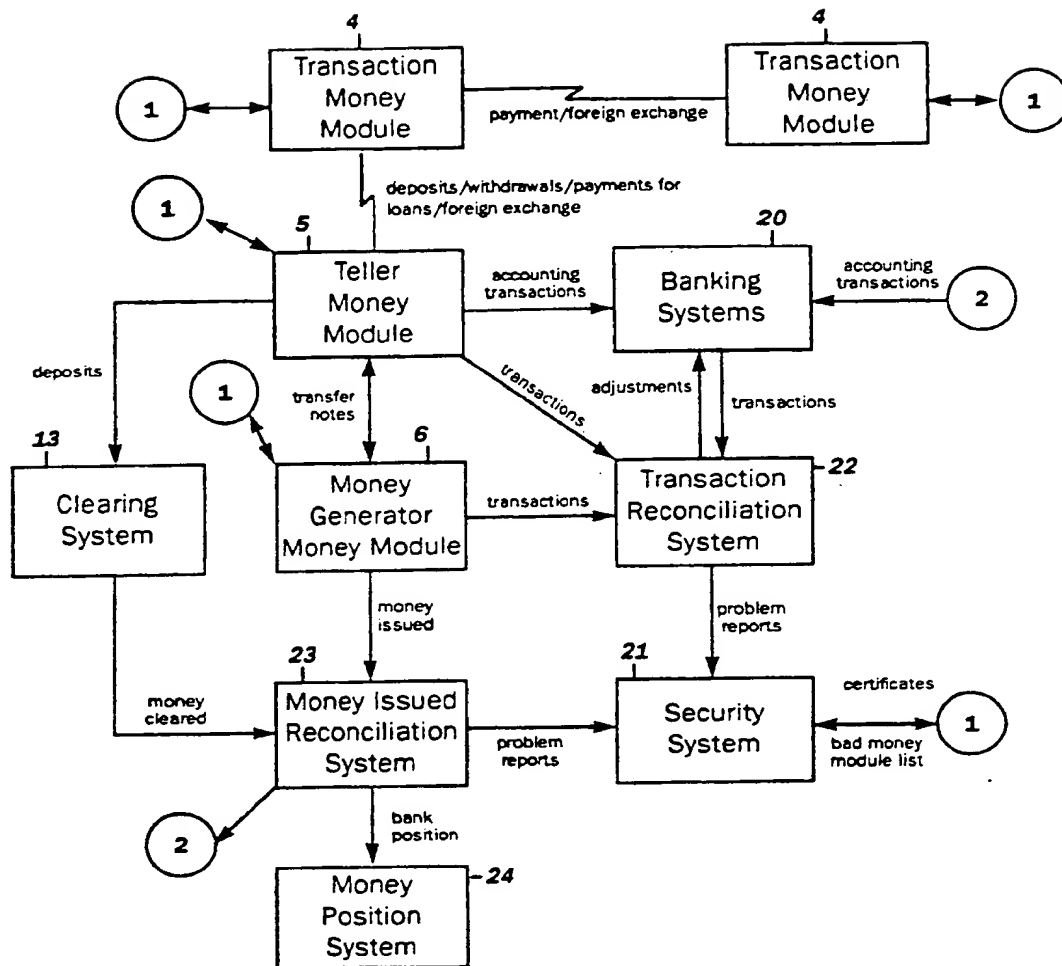 4
4
Transaction
Money
Module
Transaction
Money
Module
1
1
payment/foreign exchange
deposits/withdrawals/payments for
loans/foreign exchange
1
5
20
Teller
Money
Module
accounting
transactions
Banking
Systems
accounting
transactions
2
deposits
1
transfer
notes
transactions
adjustments
transactions
13
6
22
Clearing
System
Money
Generator
Money Module
transactions
Transaction
Reconciliation
System
money
issued
problem
reports
23
21
money
cleared
Money Issued
Reconciliation
System
problem
reports
Security
System
certificates
bad money
module list
1
2
bank
position
24
Money
Position
System